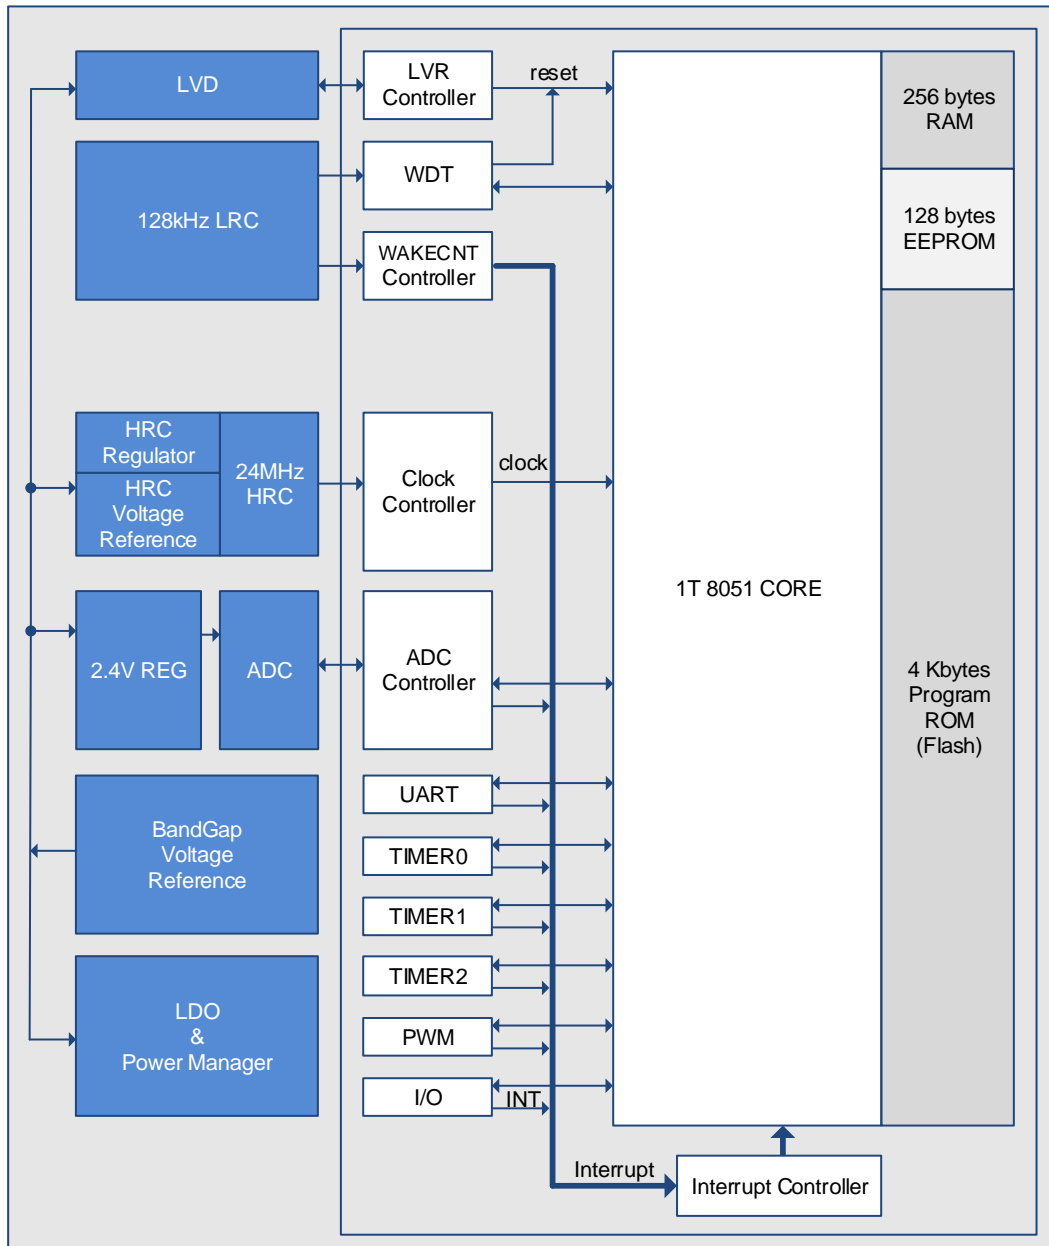 LVD
LVR
Controller
reset
256 bytes
RAM
128kHz LRC
WDT
128 bytes
EEPROM
WAKECNT
Controller
HRC
Regulator
HRC
Voltage
Reference
24MHz
HRC
Clock
Controller
clock
1T 8051 CORE
2.4V REG
ADC
ADC
Controller
4 Kbytes
Program
ROM
(Flash)
UART
BandGap
Voltage
Reference
TIMER0
TIMER1
TIMER2
LDO
&
Power Manager
PWM
I/O
INT
Interrupt
Interrupt Controller